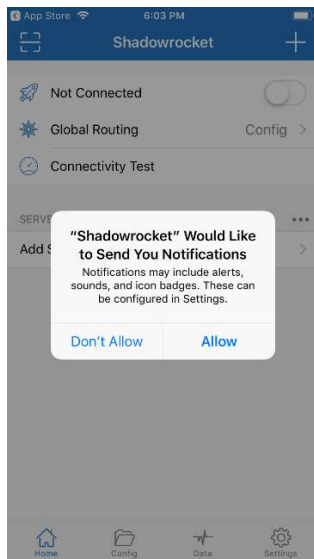 App Store 6:03 PM
Shadowrocket
Not Connected
Global Routing Config
Connectivity Test
SERVE
Add S
“Shadowrocket” Would Like
to Send You Notifications
Notifications may include alerts,
sounds, and icon badges. These can
be configured in Settings.
Don’t Allow Allow
Home Config Data Settings